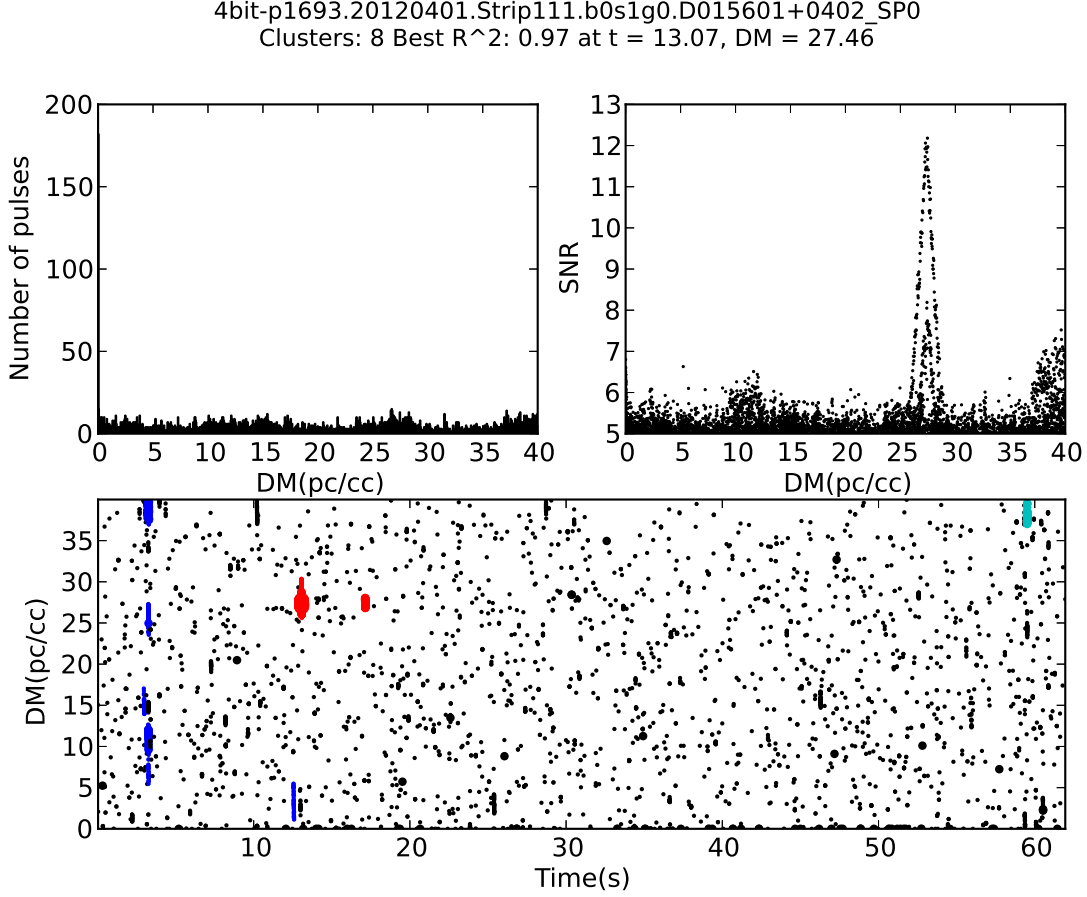 4bit-p1693.20120401.Strip111.b0s1g0.D015601+0402_SP0
Clusters: 8 Best R^2: 0.97 at t = 13.07, DM = 27.46
Number of pulses
200
150
100
50
0
0 5 10 15 20 25 30 35 40
DM(pc/cc)
SNR
13
12
11
10
9
8
7
6
5
0 5 10 15 20 25 30 35 40
DM(pc/cc)
DM(pc/cc)
35
30
25
20
15
10
5
0
10 20 30 40 50 60
Time(s)